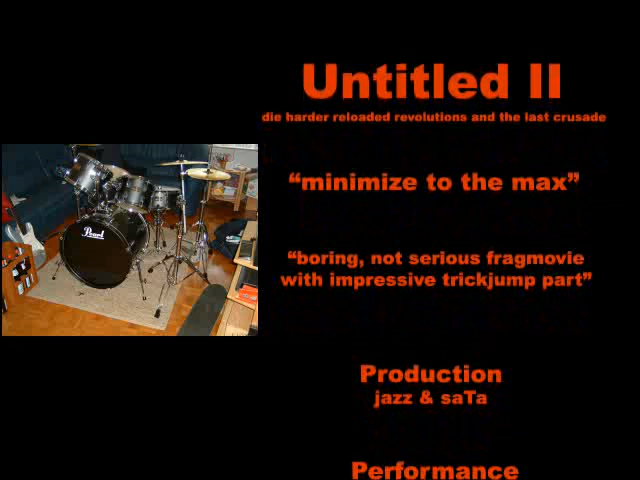 Untitled II
die harder reloaded revolutions and the last crusade
“minimize to the max”
“boring, not serious fragmovie
with impressive trickjump part”
Pearl
Production
jazz & saTa
Performance